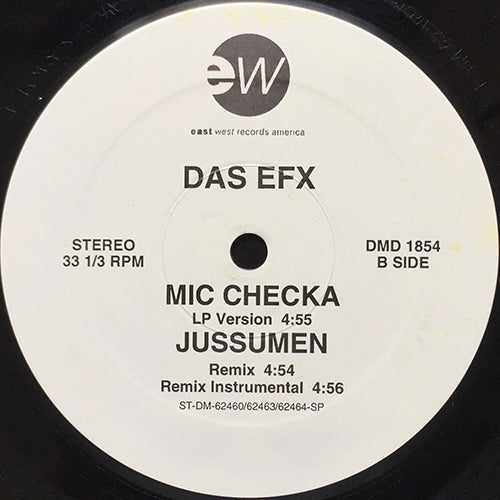 ew
east west records america
DAS EFX
STEREO
33 1/3 RPM
DMD 1854
B SIDE
MIC CHECKA
LP Version 4:55
JUSSUMEN
Remix 4:54
Remix Instrumental 4:56
ST-DM-62460/62463/62464-SP